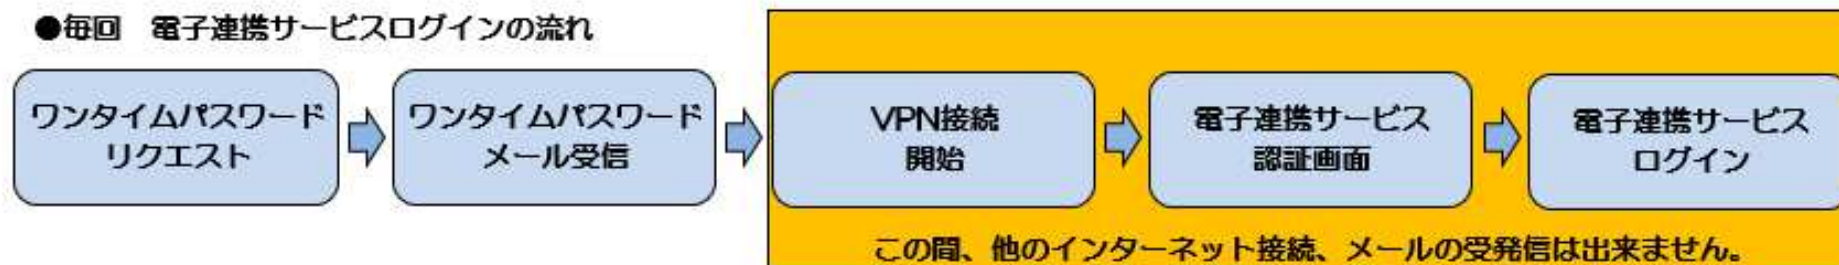 ●毎回　電子連携サービスログインの流れ
ワンタイムパスワード
リクエスト
ワンタイムパスワード
メール受信
VPN接続
開始
電子連携サービス
認証画面
電子連携サービス
ログイン
この間、他のインターネット接続、メールの受発信は出来ません。